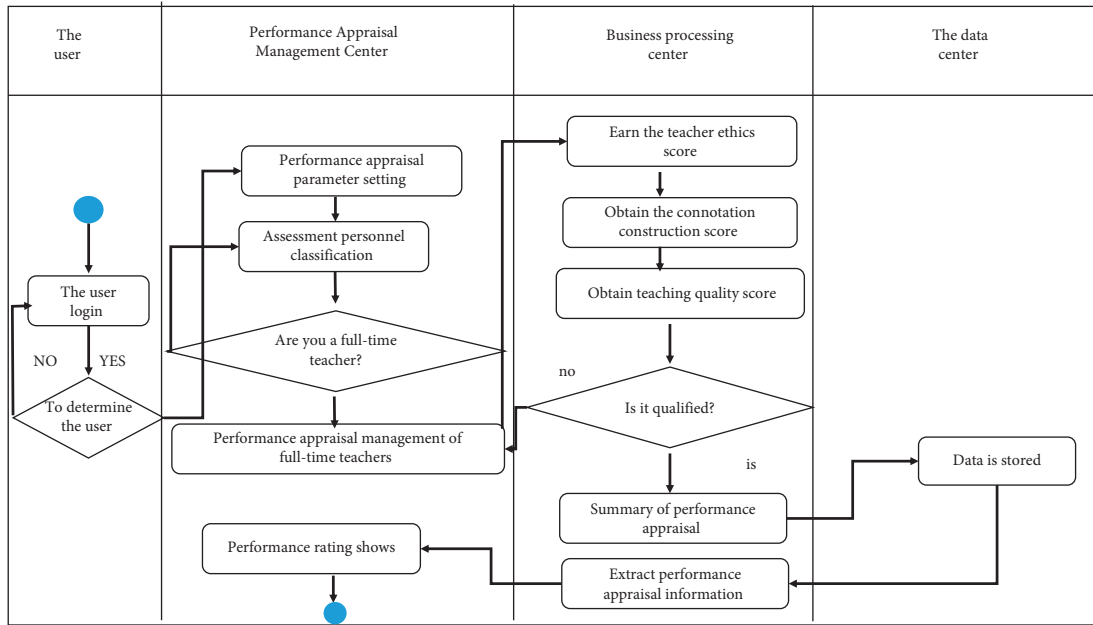 The
user
Performance Appraisal
Management Center
Business processing
center
The data
center
The user
login
NO
YES
To determine
the user
Performance appraisal
parameter setting
Assessment personnel
classification
Are you a full-time
teacher?
Performance appraisal management of
full-time teachers
Performance rating shows
Earn the teacher ethics
score
Obtain the connotation
construction score
Obtain teaching quality score
no
Is it qualified?
is
Summary of performance
appraisal
Extract performance
appraisal information
Data is stored